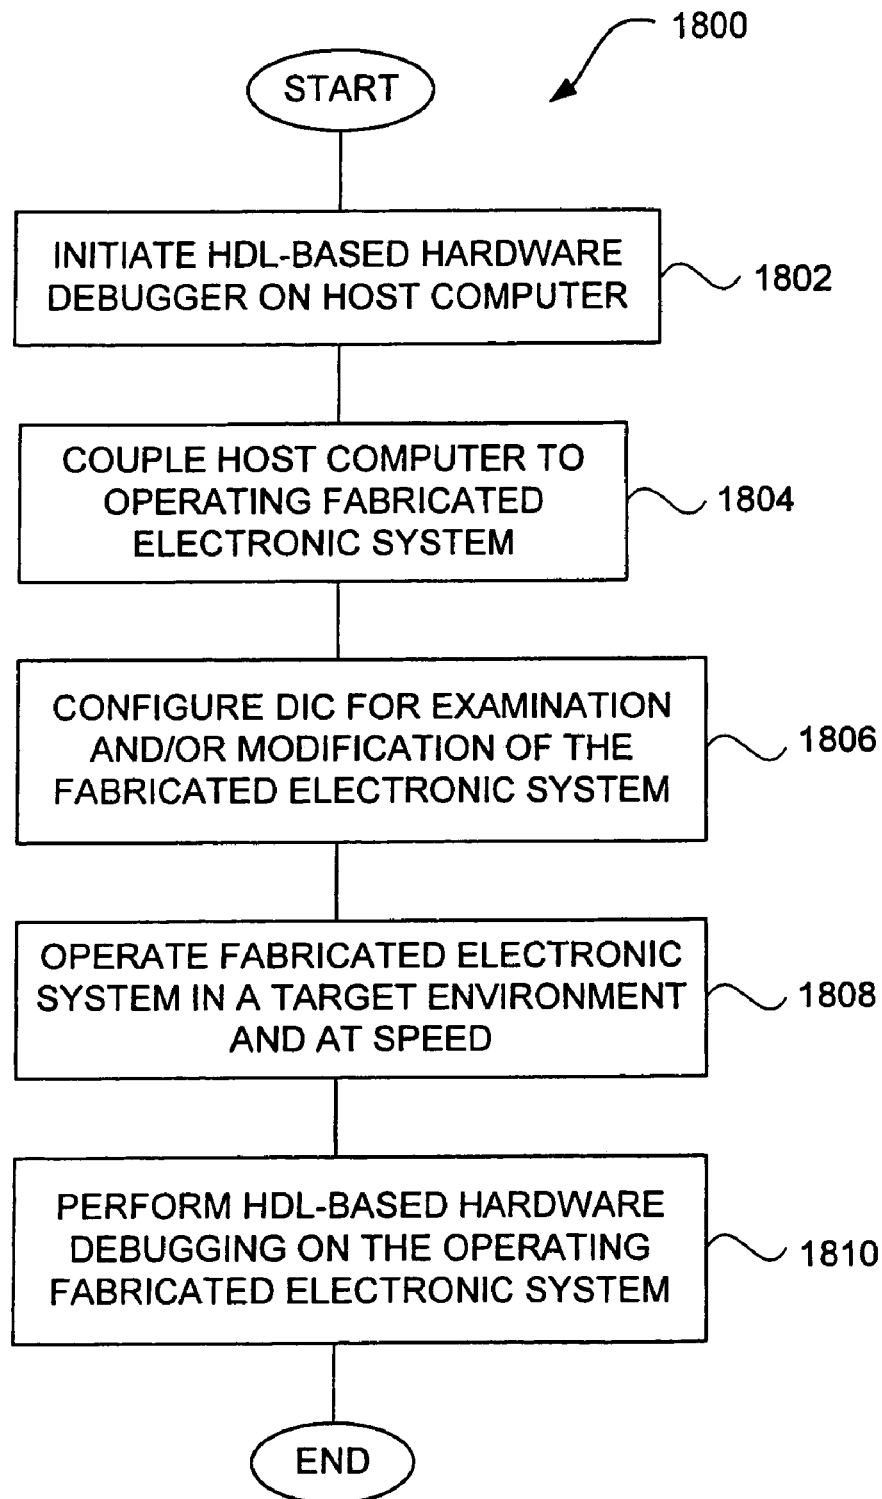 1800
START
INITIATE HDL-BASED HARDWARE
DEBUGGER ON HOST COMPUTER
1802
COUPLE HOST COMPUTER TO
OPERATING FABRICATED
ELECTRONIC SYSTEM
1804
CONFIGURE DIC FOR EXAMINATION
AND/OR MODIFICATION OF THE
FABRICATED ELECTRONIC SYSTEM
1806
OPERATE FABRICATED ELECTRONIC
SYSTEM IN A TARGET ENVIRONMENT
AND AT SPEED
1808
PERFORM HDL-BASED HARDWARE
DEBUGGING ON THE OPERATING
FABRICATED ELECTRONIC SYSTEM
1810
END